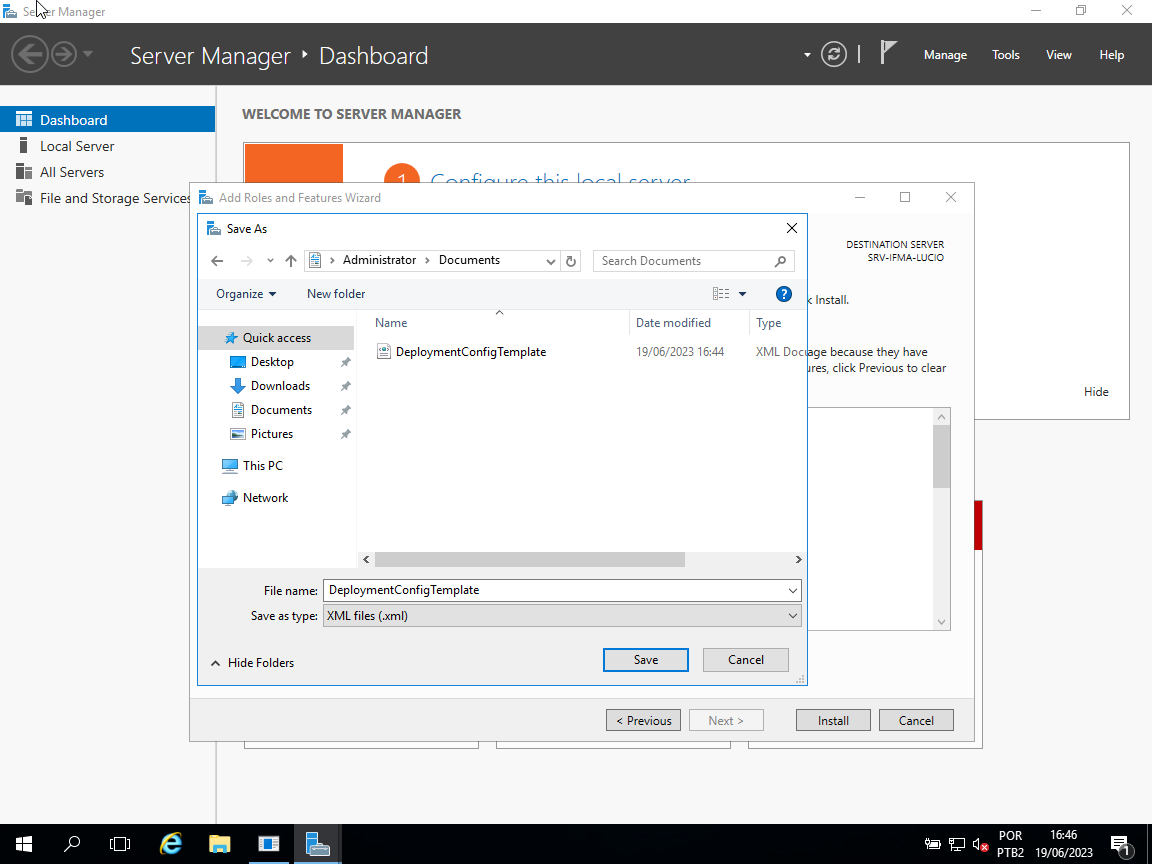 Server Manager
Server Manager
Dashboard
Manage
Tools
View
Help
Dashboard
Local Server
All Servers
File and Storage Services
WELCOME TO SERVER MANAGER
1
Configure this local server
Hide
Add Roles and Features Wizard
DESTINATION SERVER
SRV-IFMA-LUCIO
k Install.
age because they have
ures, click Previous to clear
Save As
Administrator
Documents
Search Documents
Organize
New folder
?
Name
Date modified
Type
Quick access
Desktop
Downloads
Documents
Pictures
This PC
Network
DeploymentConfigTemplate
19/06/2023 16:44
XML Doc
File name:
DeploymentConfigTemplate
Save as type:
XML files (.xml)
Hide Folders
Save
Cancel
< Previous
Next >
Install
Cancel
POR
PTB2
16:46
19/06/2023
1